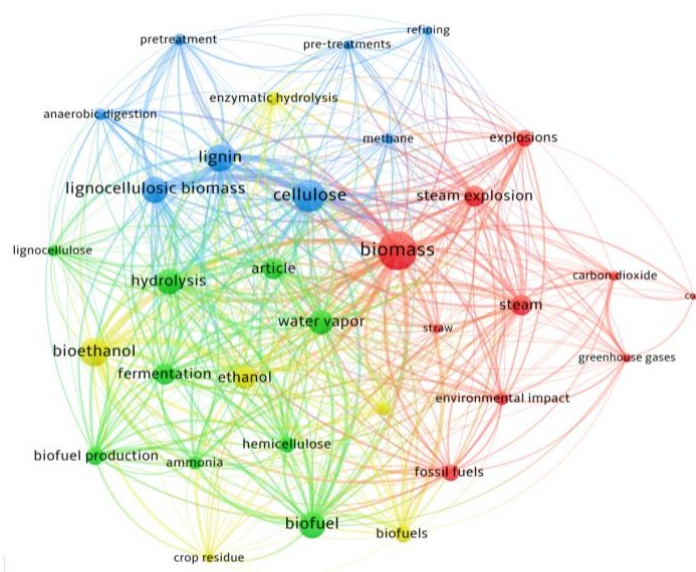 refining
pretreatment
pre-treatments
enzymatic hydrolysis
anaerobic digestion
methane
explosions
lignin
lignocellulosic biomass
cellulose
steam explosion
lignocellulose
biomass
article
hydrolysis
carbon dioxide
co
steam
water vapor
straw
bioethanol
greenhouse gases
fermentation
ethanol
environmental impact
hemicellulose
biofuel production
ammonia
fossil fuels
biofuel
biofuels
crop residue